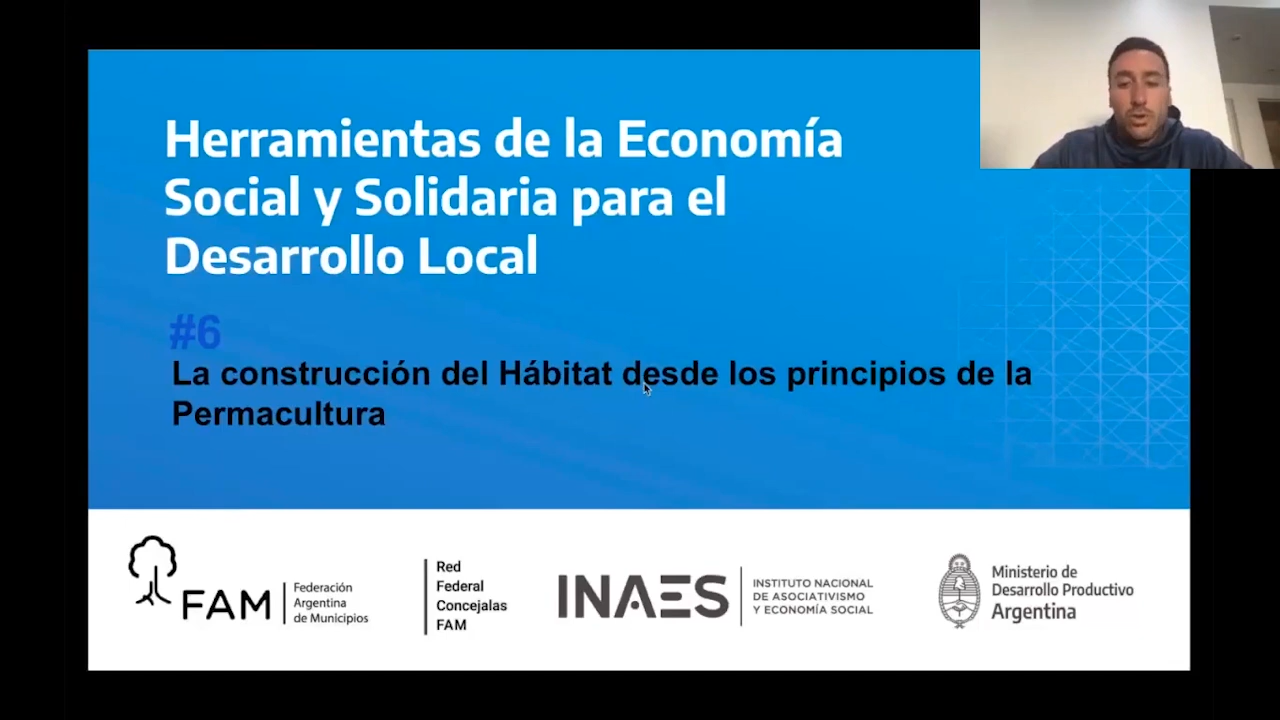 Herramientas de la Economía
Social y Solidaria para el
Desarrollo Local
#6
La construcción del Hábitat desde los principios de la
Permacultura
FAM
Federación
Argentina
de Municipios
Red
Federal
Concejalas
FAM
INAES
INSTITUTO NACIONAL
DE ASOCIATIVISMO
Y ECONOMÍA SOCIAL
Ministerio de
Desarrollo Productivo
Argentina